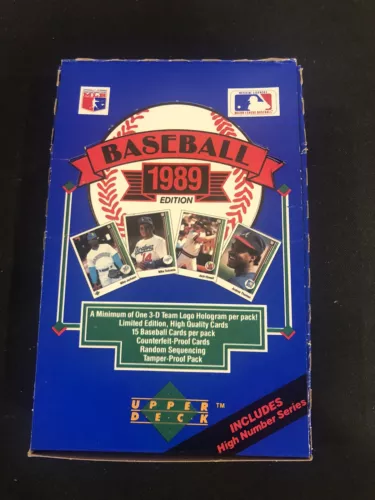 BASEBALL
1989
EDITION
A Minimum of One 3-D Team Logo Hologram per pack!
Limited Edition, High Quality Cards
15 Baseball Cards per pack
Counterfeit-Proof Cards
Random Sequencing
Tamper-Proof Pack
UPPER TM
DECK
INCLUDES
High Number Series